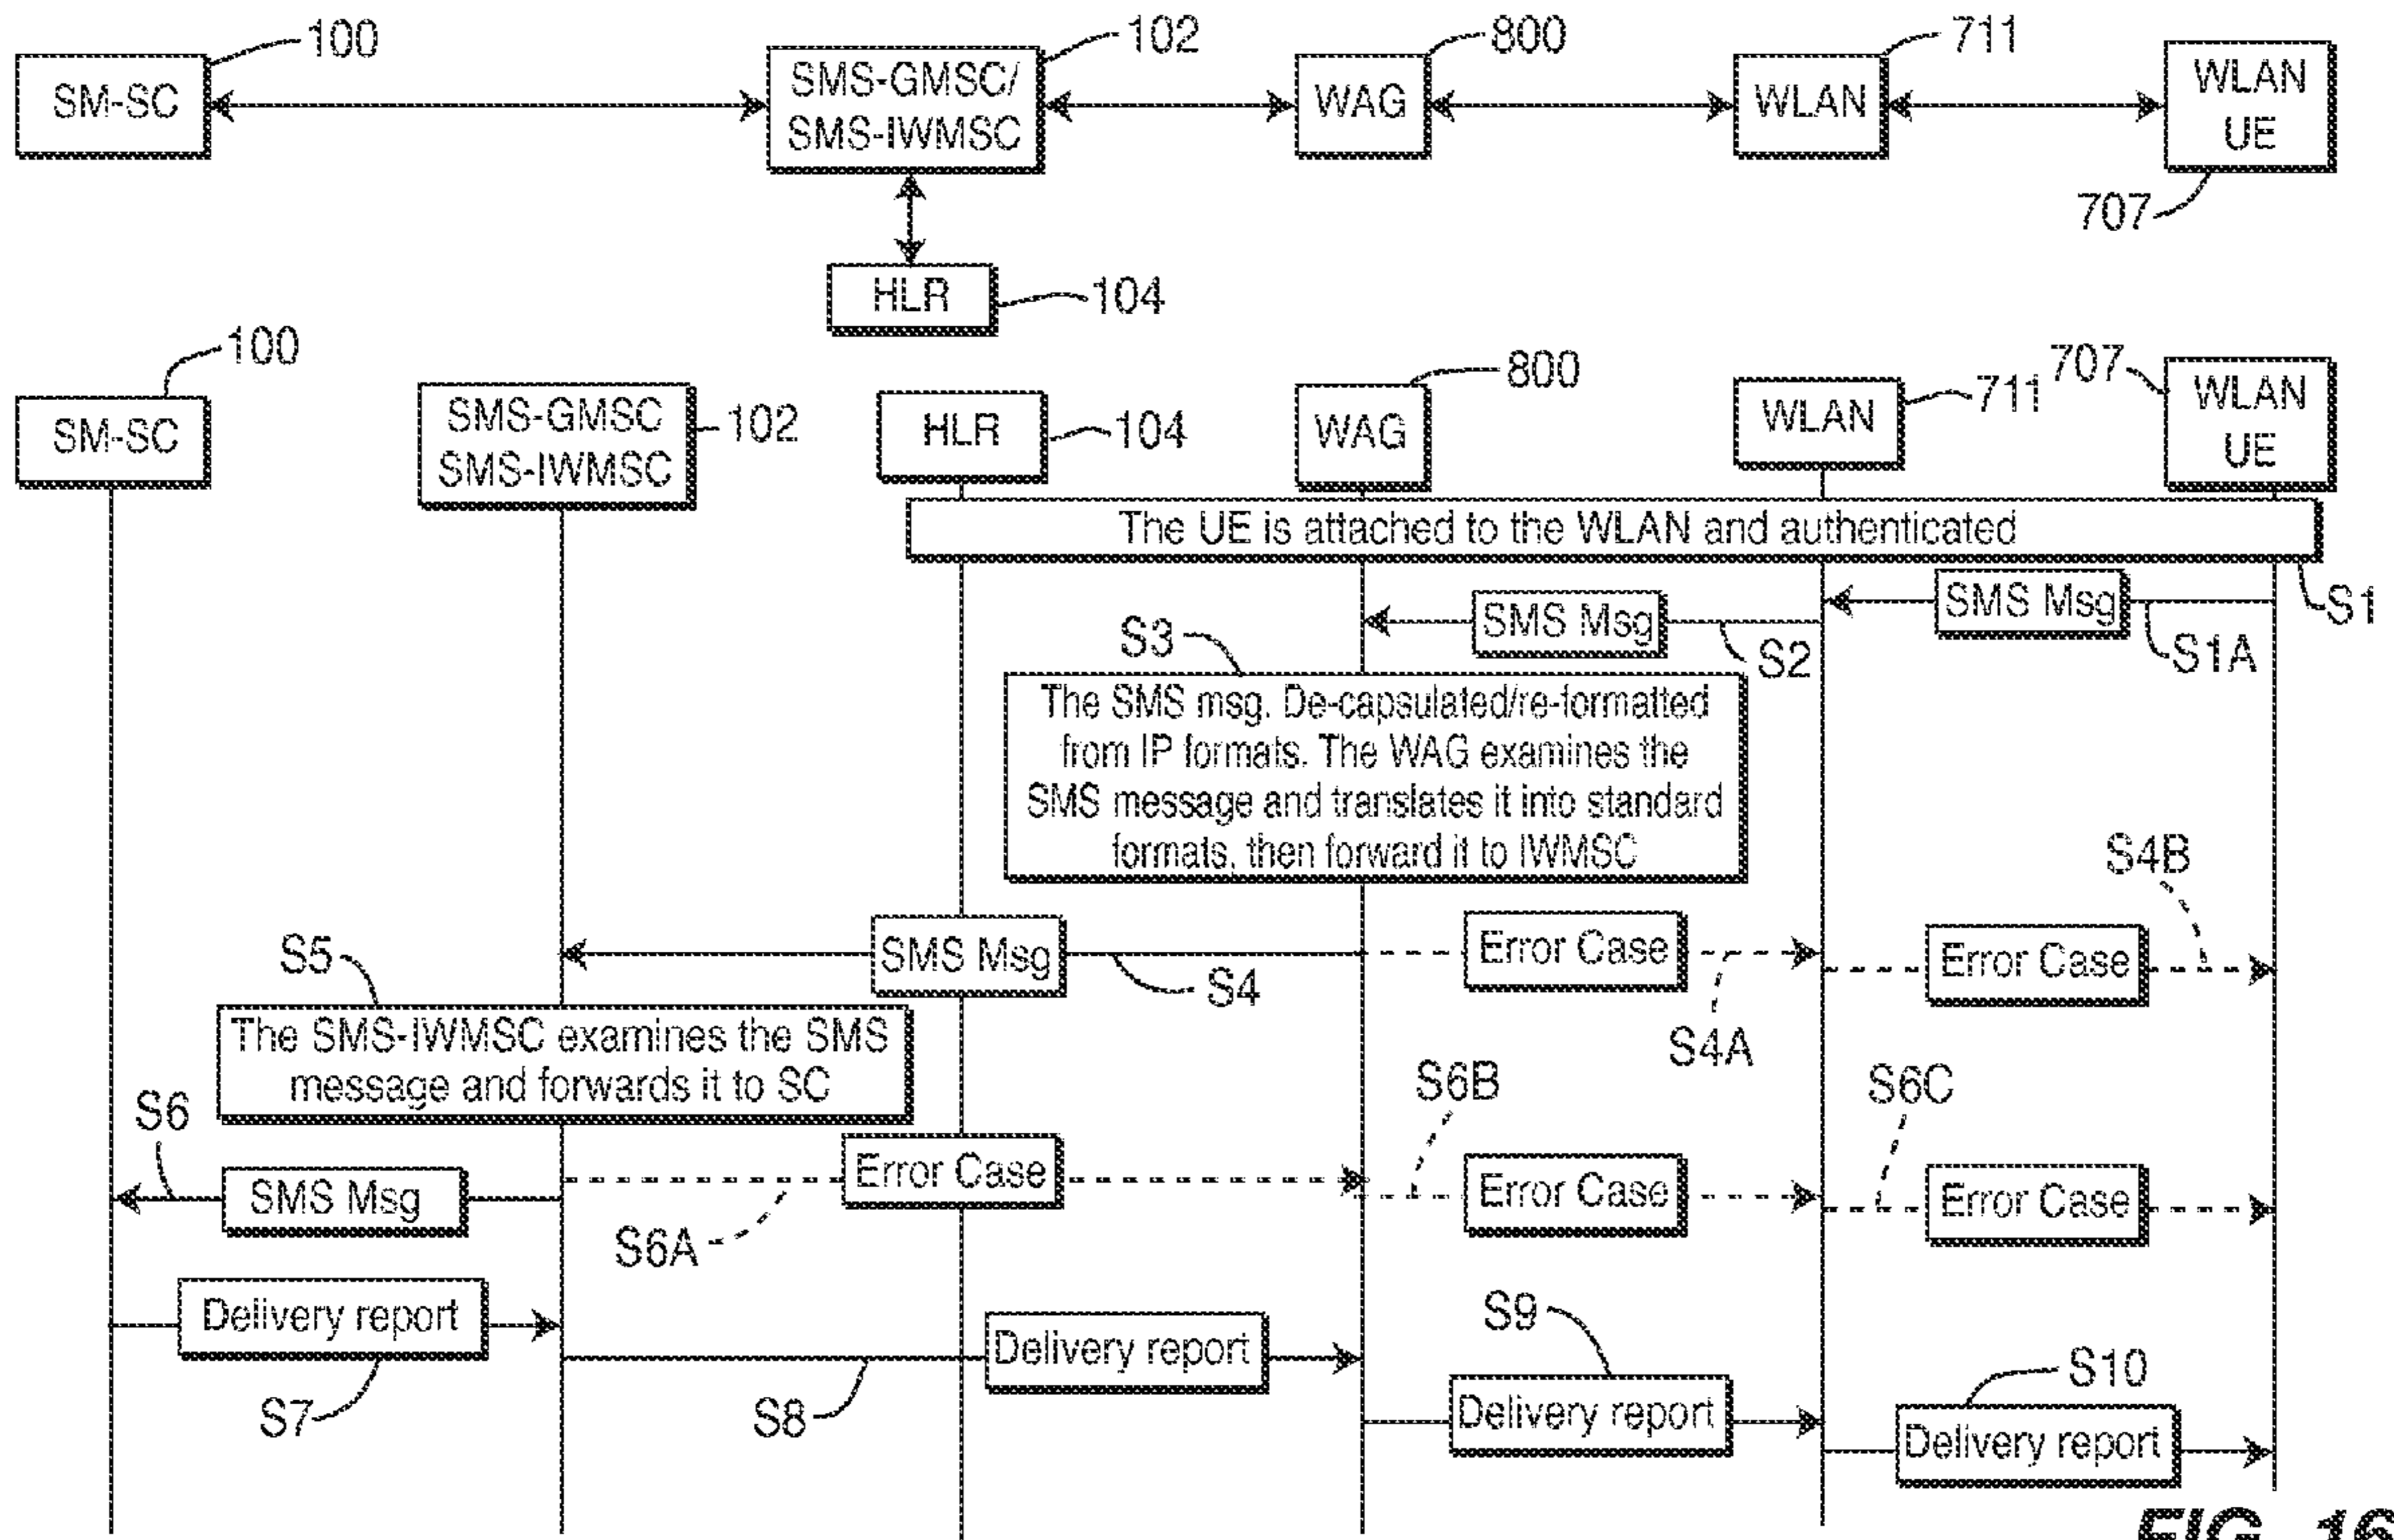 100
102
800
711
SM-SC
SMS-GMSC/
SMS-IWMSC
WAG
WLAN
WLAN
UE
707
HLR
104
100
800
707
SM-SC
SMS-GMSC
SMS-IWMSC
102
HLR
104
WAG
WLAN
711
WLAN
UE
The UE is attached to the WLAN and authenticated
S1
SMS Msg
S1A
SMS Msg
S2
S3
The SMS msg. De-capsulated/re-formatted
from IP formats. The WAG examines the
SMS message and translates it into standard
formats, then forward it to IWMSC
S4B
SMS Msg
S4
Error Case
S4A
Error Case
S5
The SMS-IWMSC examines the SMS
message and forwards it to SC
S6
S6B
S6C
SMS Msg
Error Case
S6A
Error Case
Error Case
Delivery report
S7
Delivery report
S8
S9
Delivery report
S10
Delivery report
FIG. 16